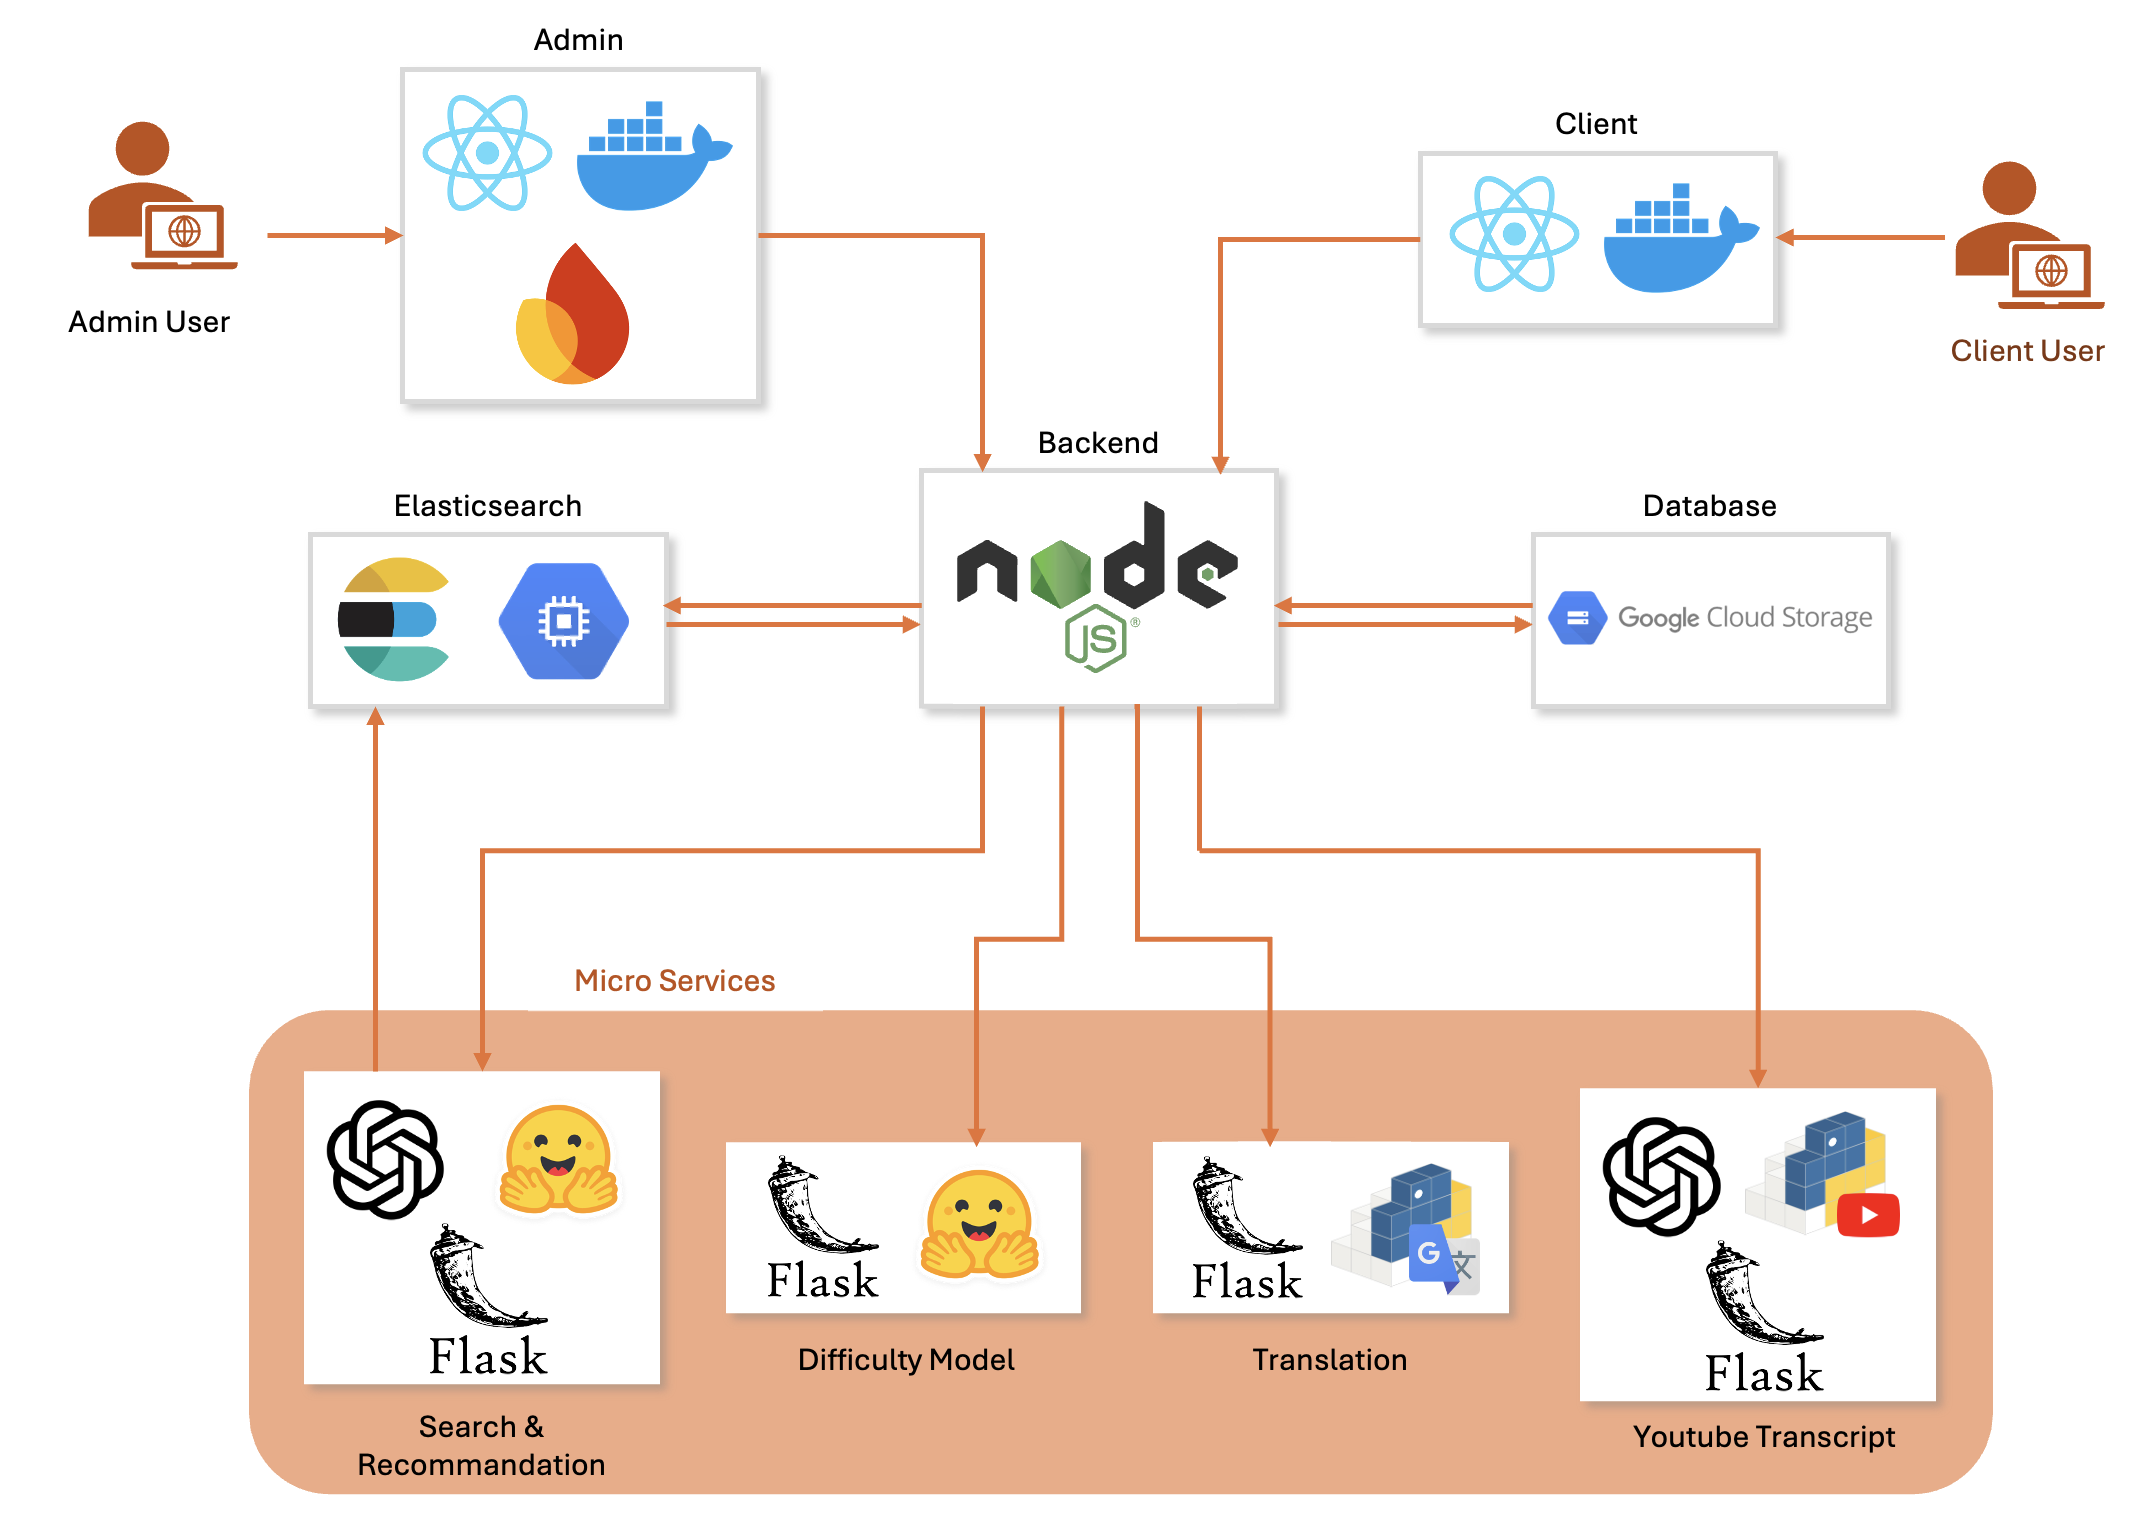 Admin
Client
Admin User
Client User
Backend
node
JS®
Elasticsearch
Database
Google Cloud Storage
Micro Services
Flask
Search &
Recommandation
Flask
Difficulty Model
Flask
G 文
Translation
Flask
Youtube Transcript